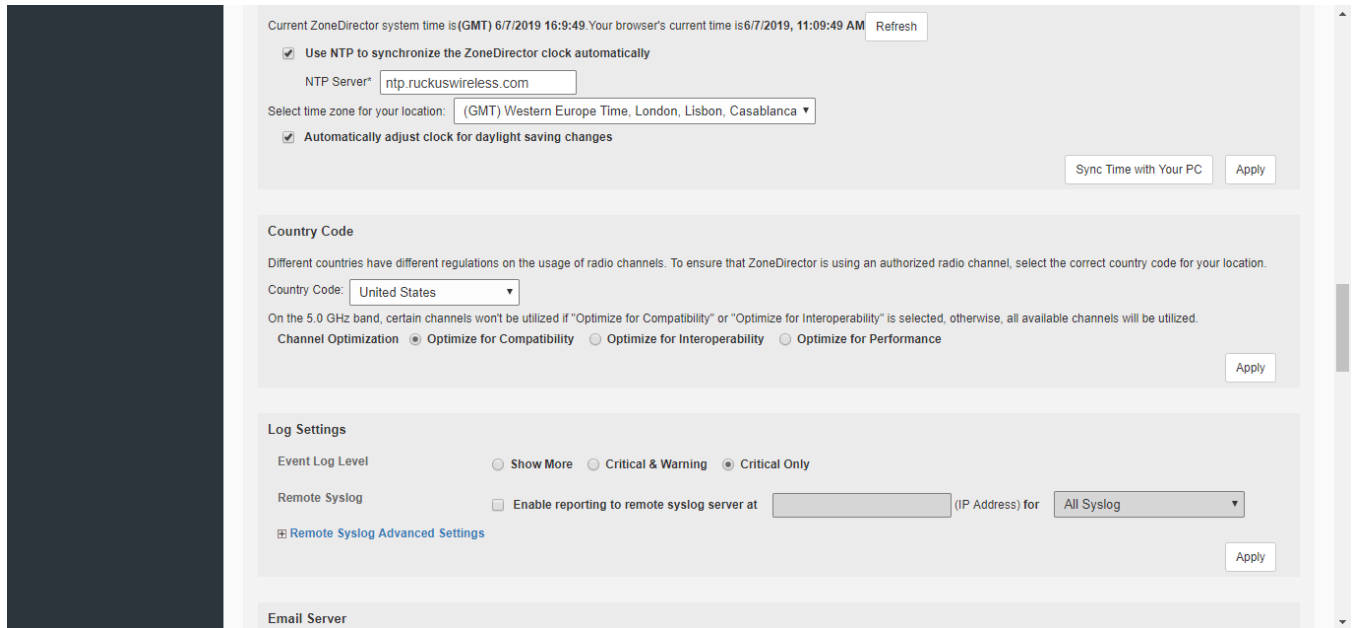 Current ZoneDirector system time is(GMT) 6/7/2019 16:9:49.Your browser's current time is6/7/2019, 11:09:49 AM Refresh
Use NTP to synchronize the ZoneDirector clock automatically
NTP Server* ntp.ruckuswireless.com
Select time zone for your location: (GMT) Western Europe Time, London, Lisbon, Casablanca
Automatically adjust clock for daylight saving changes
Sync Time with Your PC Apply
Country Code
Different countries have different regulations on the usage of radio channels. To ensure that ZoneDirector is using an authorized radio channel, select the correct country code for your location.
Country Code: United States
On the 5.0 GHz band, certain channels won't be utilized if "Optimize for Compatibility" or "Optimize for Interoperability" is selected, otherwise, all available channels will be utilized.
Channel Optimization Optimize for Compatibility Optimize for Interoperability Optimize for Performance
Apply
Log Settings
Event Log Level Show More Critical & Warning Critical Only
Remote Syslog Enable reporting to remote syslog server at (IP Address) for All Syslog
Remote Syslog Advanced Settings
Apply
Email Server